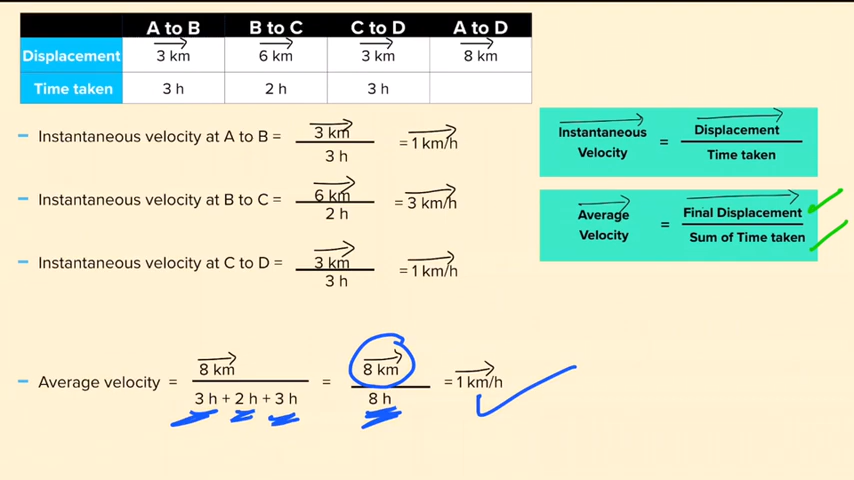 A to B B to C C to D A to D
Displacement 3 km 6 km 3 km 8 km
Time taken 3 h 2 h 3 h
– Instantaneous velocity at A to B = 3 km / 3 h = 1 km/h
– Instantaneous velocity at B to C = 6 km / 2 h = 3 km/h
– Instantaneous velocity at C to D = 3 km / 3 h = 1 km/h
Instantaneous Velocity = Displacement / Time taken
Average Velocity = Final Displacement / Sum of Time taken
– Average velocity = 8 km / 3 h + 2 h + 3 h = 8 km / 8 h = 1 km/h